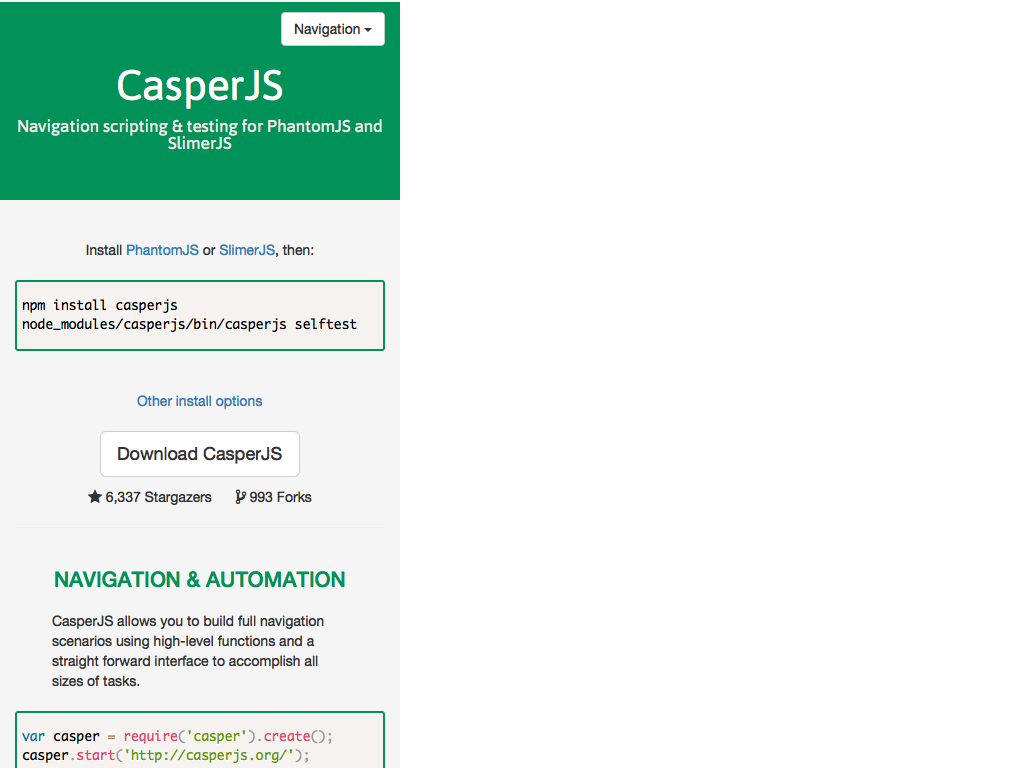 Navigation
CasperJS
Navigation scripting & testing for PhantomJS and
SlimerJS
Install PhantomJS or SlimerJS, then:
npm install casperjs
node_modules/casperjs/bin/casperjs selftest
Other install options
Download CasperJS
6,337 Stargazers 993 Forks
NAVIGATION & AUTOMATION
CasperJS allows you to build full navigation
scenarios using high-level functions and a
straight forward interface to accomplish all
sizes of tasks.
var casper = require('casper').create();
casper.start('http://casperjs.org/');